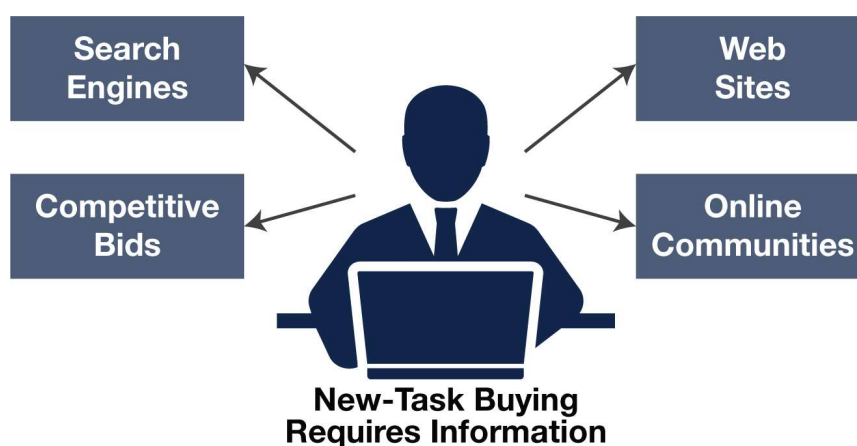 Search
Engines
Web
Sites
Competitive
Bids
Online
Communities
New-Task Buying
Requires Information